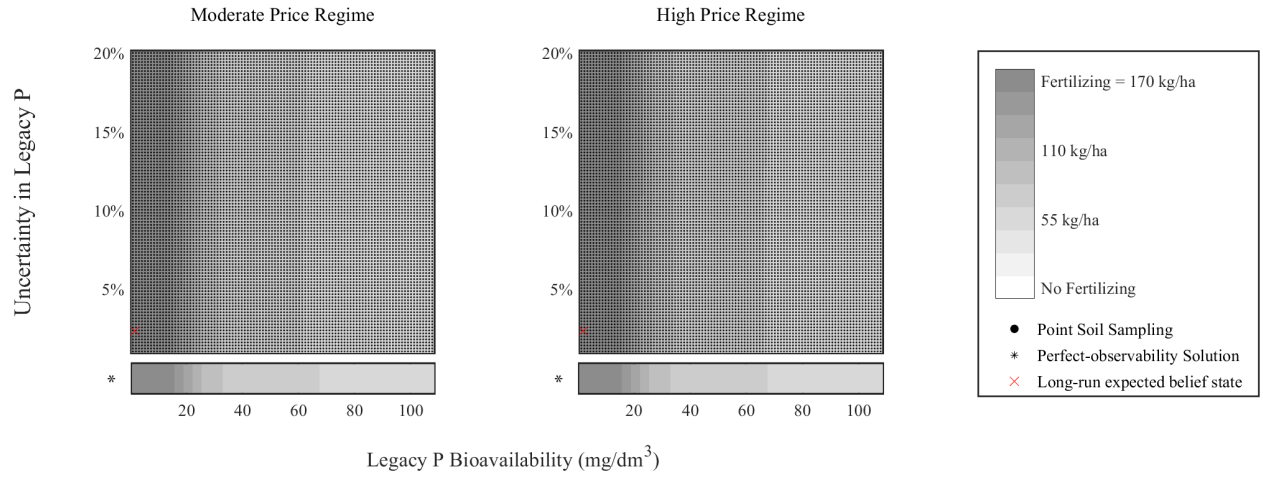 Moderate Price Regime
High Price Regime
Uncertainty in Legacy P
20%
15%
10%
5%
*
20 40 60 80 100
20%
15%
10%
5%
*
20 40 60 80 100
Legacy P Bioavailability (mg/dm³)
Fertilizing = 170 kg/ha
110 kg/ha
55 kg/ha
No Fertilizing
Point Soil Sampling
* Perfect-observability Solution
Long-run expected belief state